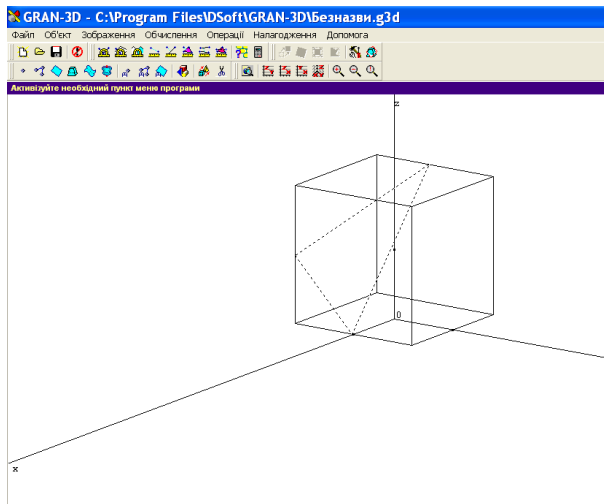 GRAN-3D - C:\Program Files\DSoft\GRAN-3D\Безназви.g3d
Файл Об'єкт Зображення Обчислення Операції Налагодження Допомога
Активізуйте необхідний пункт меню програми
z
0
x